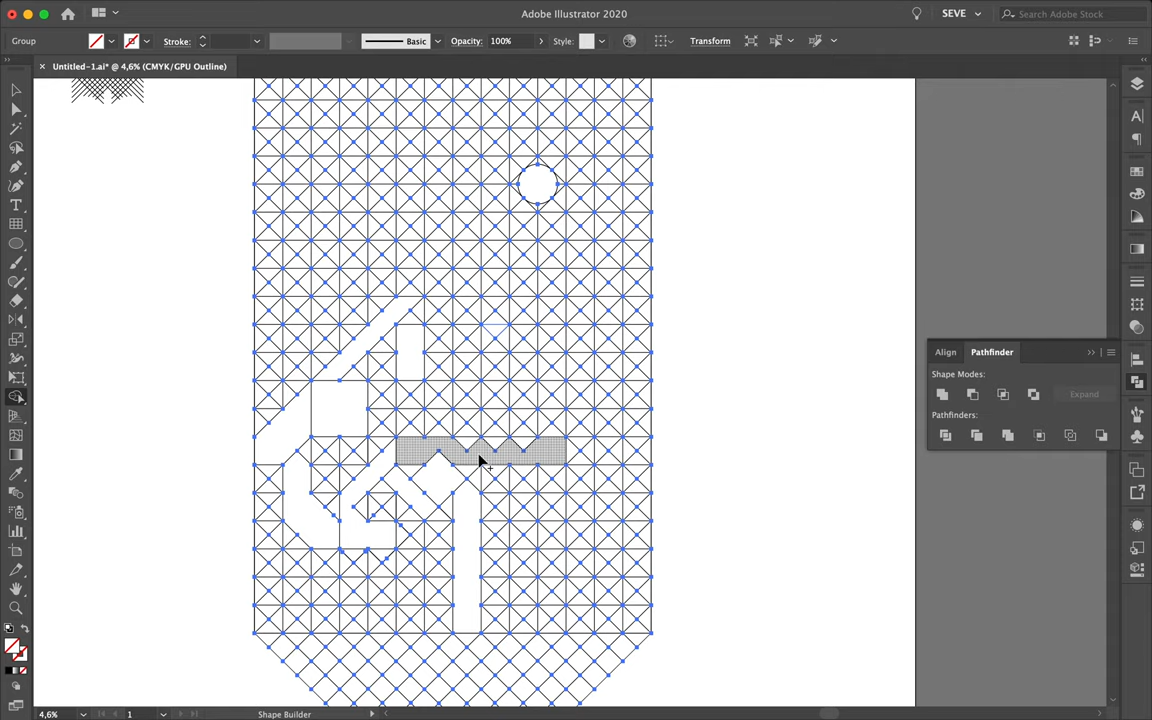 Adobe Illustrator 2020
SEVE
Search Adobe Stock
Group
Stroke:
Basic
Opacity:
100%
Style:
Transform
× Untitled-1.ai* @ 4,6% (CMYK/GPU Outline)
Align
Pathfinder
Shape Modes:
Expand
Pathfinders:
4,6%
1
Shape Builder